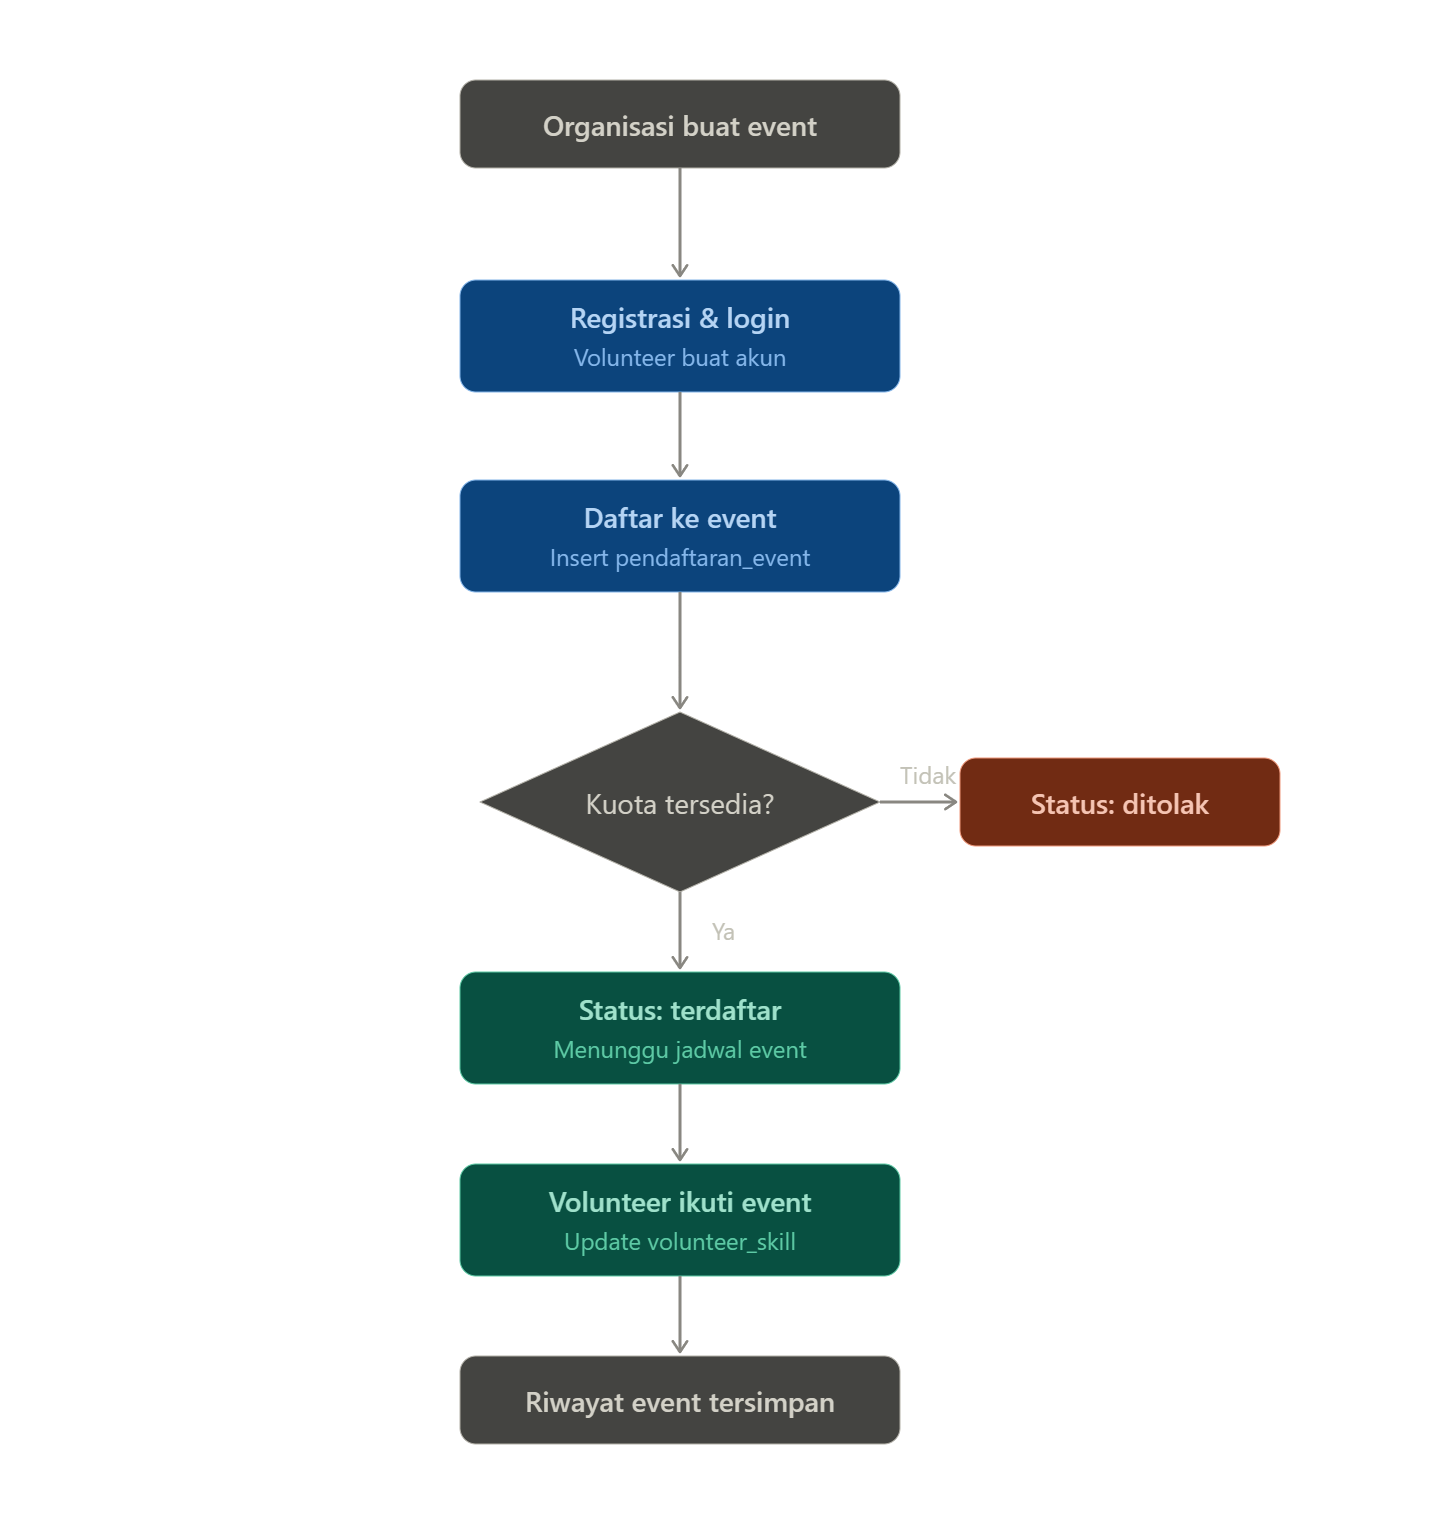 Organisasi buat event
Registrasi & login
Volunteer buat akun
Daftar ke event
Insert pendaftaran_event
Kuota tersedia?
Tidak
Status: ditolak
Ya
Status: terdaftar
Menunggu jadwal event
Volunteer ikuti event
Update volunteer_skill
Riwayat event tersimpan